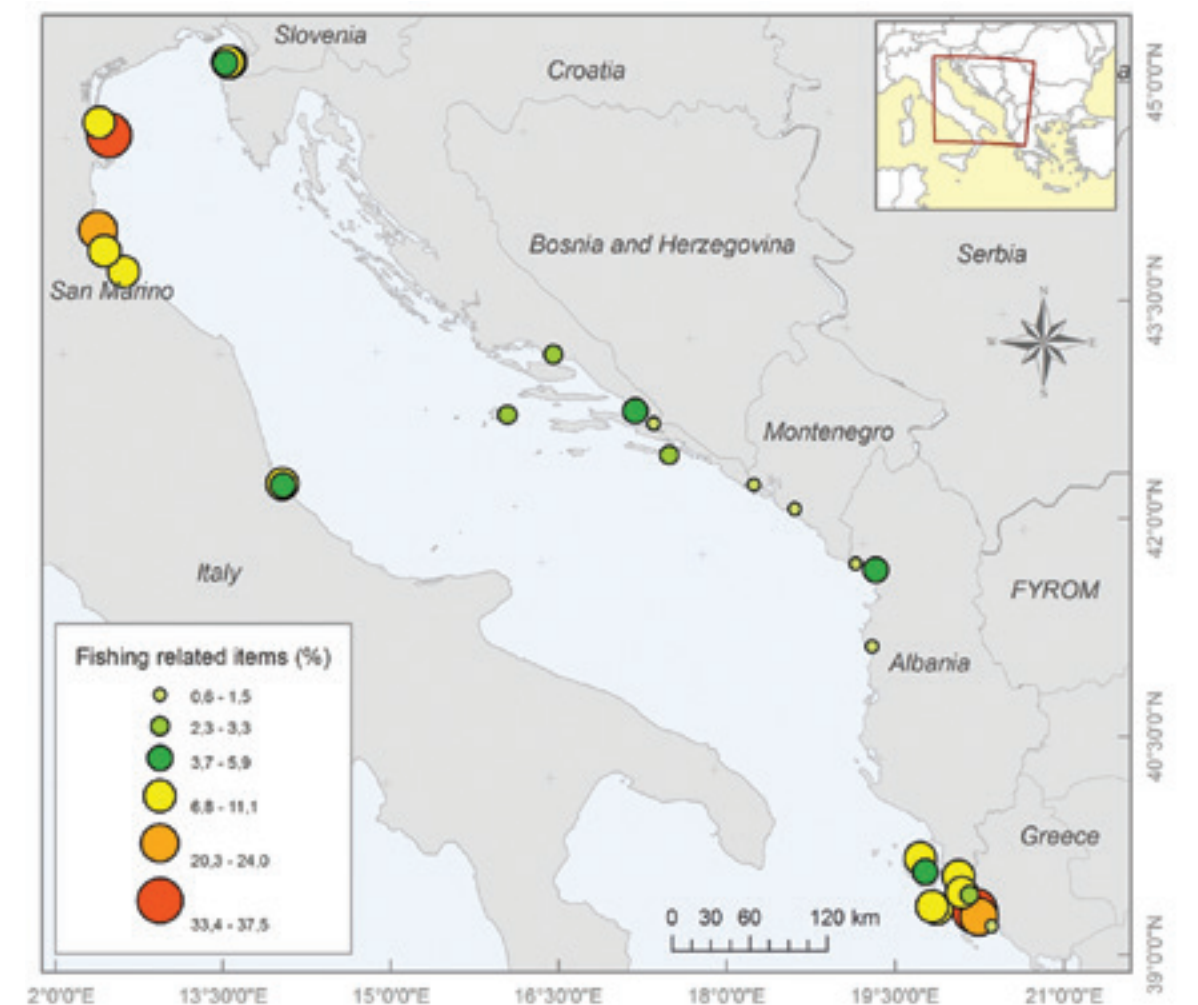 Slovenia
Croatia
a
45°0'0"N
Bosnia and Herzegovina
Serbia
San Marino
43°30'0"N
N
W
E
S
Montenegro
42°0'0"N
Italy
FYROM
Albania
Fishing related items (%)
0,6 - 1,5
2,3 - 3,3
3,7 - 5,9
6,8 - 11,1
20,3 - 24,0
33,4 - 37,5
40°30'0"N
Greece
0 30 60 120 km
39°0'0"N
2°0'0"E 13°30'0"E 15°0'0"E 16°30'0"E 18°0'0"E 19°30'0"E 21°0'0"E